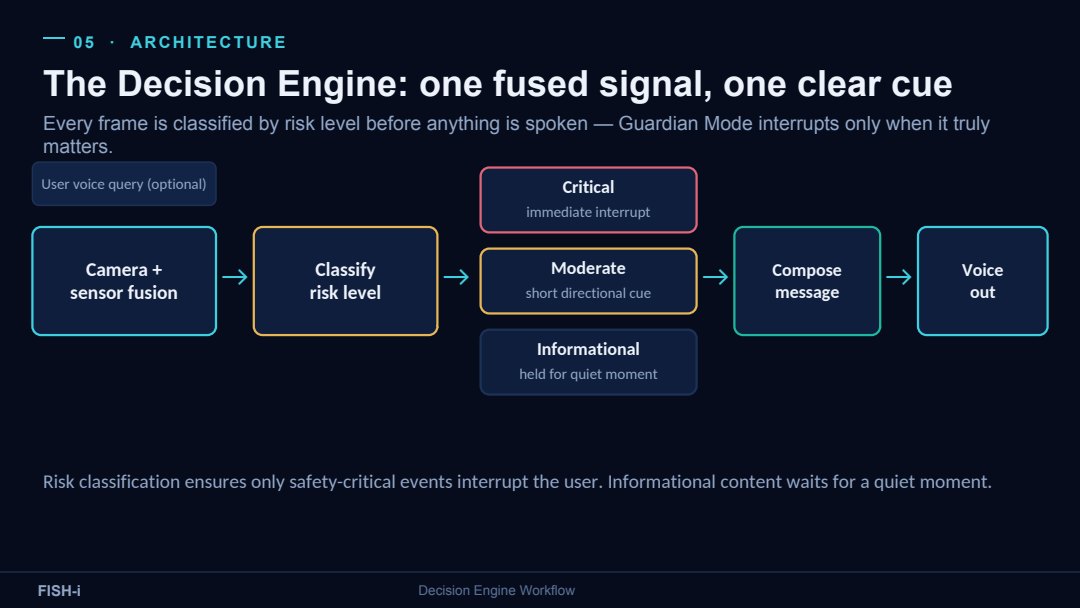 05 · ARCHITECTURE
The Decision Engine: one fused signal, one clear cue
Every frame is classified by risk level before anything is spoken — Guardian Mode interrupts only when it truly
matters.
User voice query (optional)
Camera +
sensor fusion
Classify
risk level
Critical
immediate interrupt
Moderate
short directional cue
Informational
held for quiet moment
Compose
message
Voice
out
Risk classification ensures only safety-critical events interrupt the user. Informational content waits for a quiet moment.
FISH-i
Decision Engine Workflow